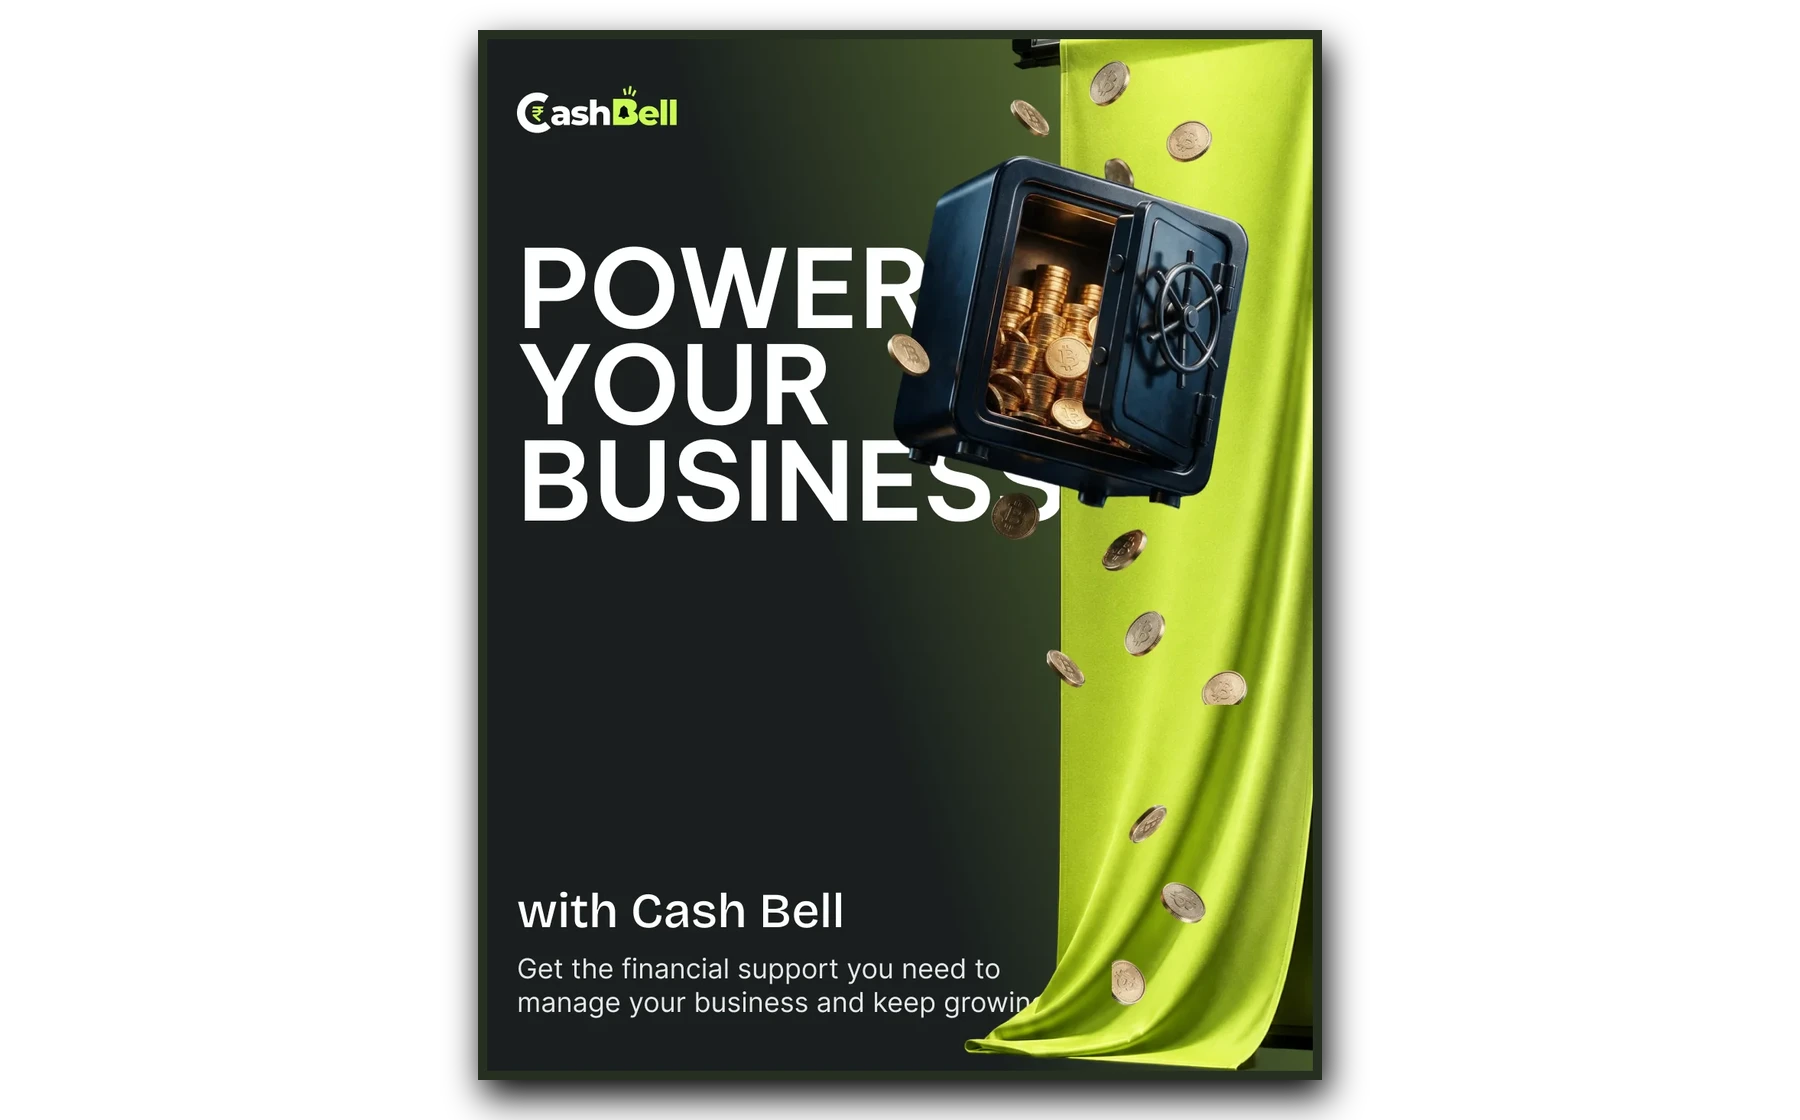 CashBell
POWER
YOUR
BUSINESS
with Cash Bell
Get the financial support you need to
manage your business and keep growing